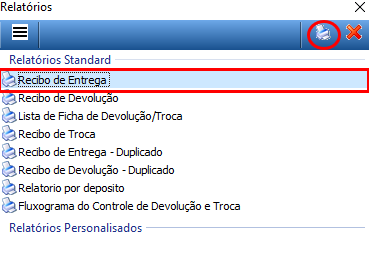 Relatórios
Relatórios Standard
Recibo de Entrega
Recibo de Devolução
Lista de Ficha de Devolução/Troca
Recibo de Troca
Recibo de Entrega - Duplicado
Recibo de Devolução - Duplicado
Relatorio por deposito
Fluxograma do Controle de Devolução e Troca
Relatórios Personalisados